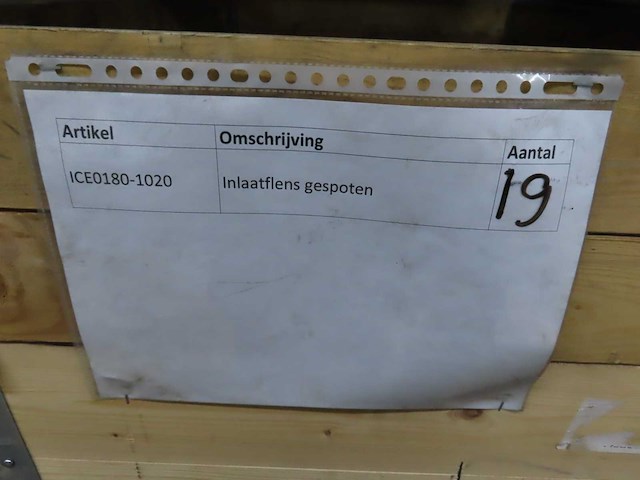 Artikel Omschrijving Aantal
ICE0180-1020 Inlaatflens gespoten 19